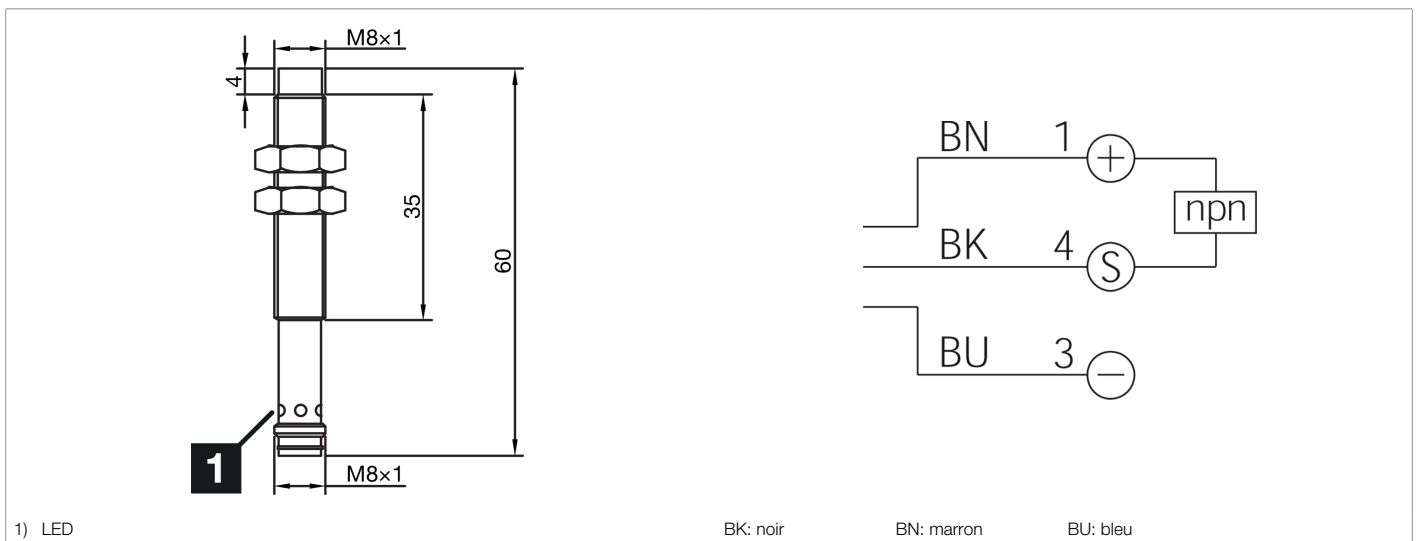 M8×1
4
35
60
1
M8×1
BN 1 +
npn
BK 4 S
BU 3 −
1) LED
BK: noir BN: marron BU: bleu